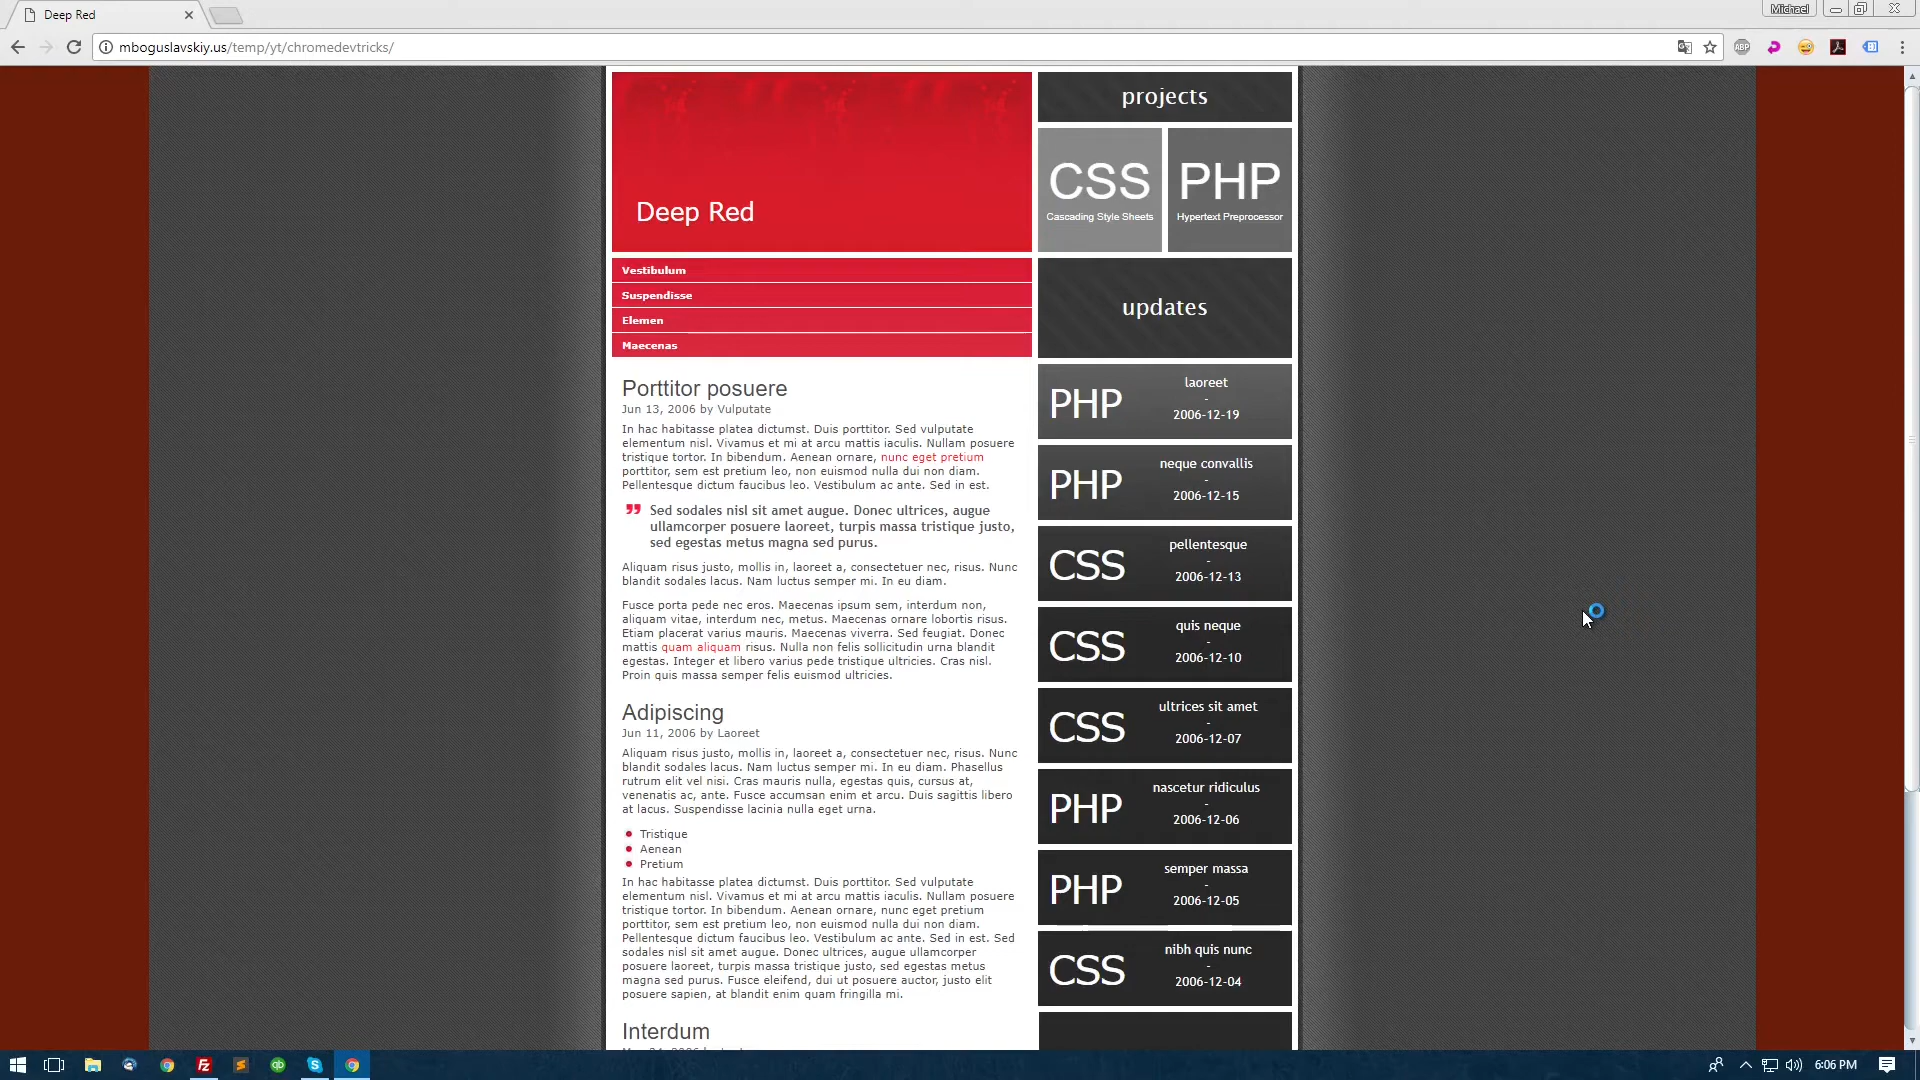 Deep Red
Michael
mboguslavskiy.us/temp/yt/chromedevtricks/
ABP
Deep Red
Vestibulum
Suspendisse
Elemen
Maecenas
Porttitor posuere
Jun 13, 2006 by Vulputate
In hac habitasse platea dictumst. Duis porttitor. Sed vulputate
elementum nisl. Vivamus et mi at arcu mattis iaculis. Nullam posuere
tristique tortor. In bibendum. Aenean ornare, nunc eget pretium
porttitor, sem est pretium leo, non euismod nulla dui non diam.
Pellentesque dictum faucibus leo. Vestibulum ac ante. Sed in est.
Sed sodales nisl sit amet augue. Donec ultrices, augue
ullamcorper posuere laoreet, turpis massa tristique justo,
sed egestas metus magna sed purus.
Aliquam risus justo, mollis in, laoreet a, consectetuer nec, risus. Nunc
blandit sodales lacus. Nam luctus semper mi. In eu diam.
Fusce porta pede nec eros. Maecenas ipsum sem, interdum non,
aliquam vitae, interdum nec, metus. Maecenas ornare lobortis risus.
Etiam placerat varius mauris. Maecenas viverra. Sed feugiat. Donec
mattis quam aliquam risus. Nulla non felis sollicitudin urna blandit
egestas. Integer et libero varius pede tristique ultricies. Cras nisl.
Proin quis massa semper felis euismod ultricies.
Adipiscing
Jun 11, 2006 by Laoreet
Aliquam risus justo, mollis in, laoreet a, consectetuer nec, risus. Nunc
blandit sodales lacus. Nam luctus semper mi. In eu diam. Phasellus
rutrum elit vel nisi. Cras mauris nulla, egestas quis, cursus at,
venenatis ac, ante. Fusce accumsan enim et arcu. Duis sagittis libero
at lacus. Suspendisse lacinia nulla eget urna.
Tristique
Aenean
Pretium
In hac habitasse platea dictumst. Duis porttitor. Sed vulputate
elementum nisl. Vivamus et mi at arcu mattis iaculis. Nullam posuere
tristique tortor. In bibendum. Aenean ornare, nunc eget pretium
porttitor, sem est pretium leo, non euismod nulla dui non diam.
Pellentesque dictum faucibus leo. Vestibulum ac ante. Sed in est. Sed
sodales nisl sit amet augue. Donec ultrices, augue ullamcorper
posuere laoreet, turpis massa tristique justo, sed egestas metus
magna sed purus. Fusce eleifend, dui ut posuere auctor, justo elit
posuere sapien, at blandit enim quam fringilla mi.
Interdum
projects
CSS
Cascading Style Sheets
PHP
Hypertext Preprocessor
updates
PHP
laoreet
-
2006-12-19
PHP
neque convallis
-
2006-12-15
CSS
pellentesque
-
2006-12-13
CSS
quis neque
-
2006-12-10
CSS
ultrices sit amet
-
2006-12-07
PHP
nascetur ridiculus
-
2006-12-06
PHP
semper massa
-
2006-12-05
CSS
nibh quis nunc
-
2006-12-04
6:06 PM